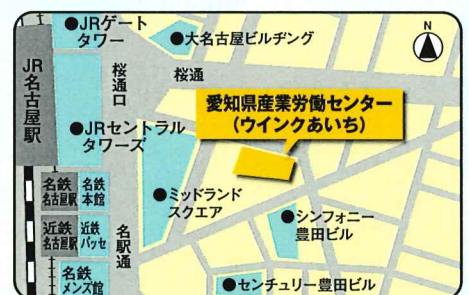 JRゲート
タワー
大名古屋ビルヂング
N
JR
名古屋駅
桜通口
桜通
愛知県産業労働センター
(ウインクあいち)
JRセントラル
タワーズ
名鉄
名古屋駅
名鉄
本館
ミッドランド
スクエア
シンフォニー
豊田ビル
近鉄
名古屋駅
近鉄
パッセ
名駅通
名鉄
メンズ館
センチュリー豊田ビル